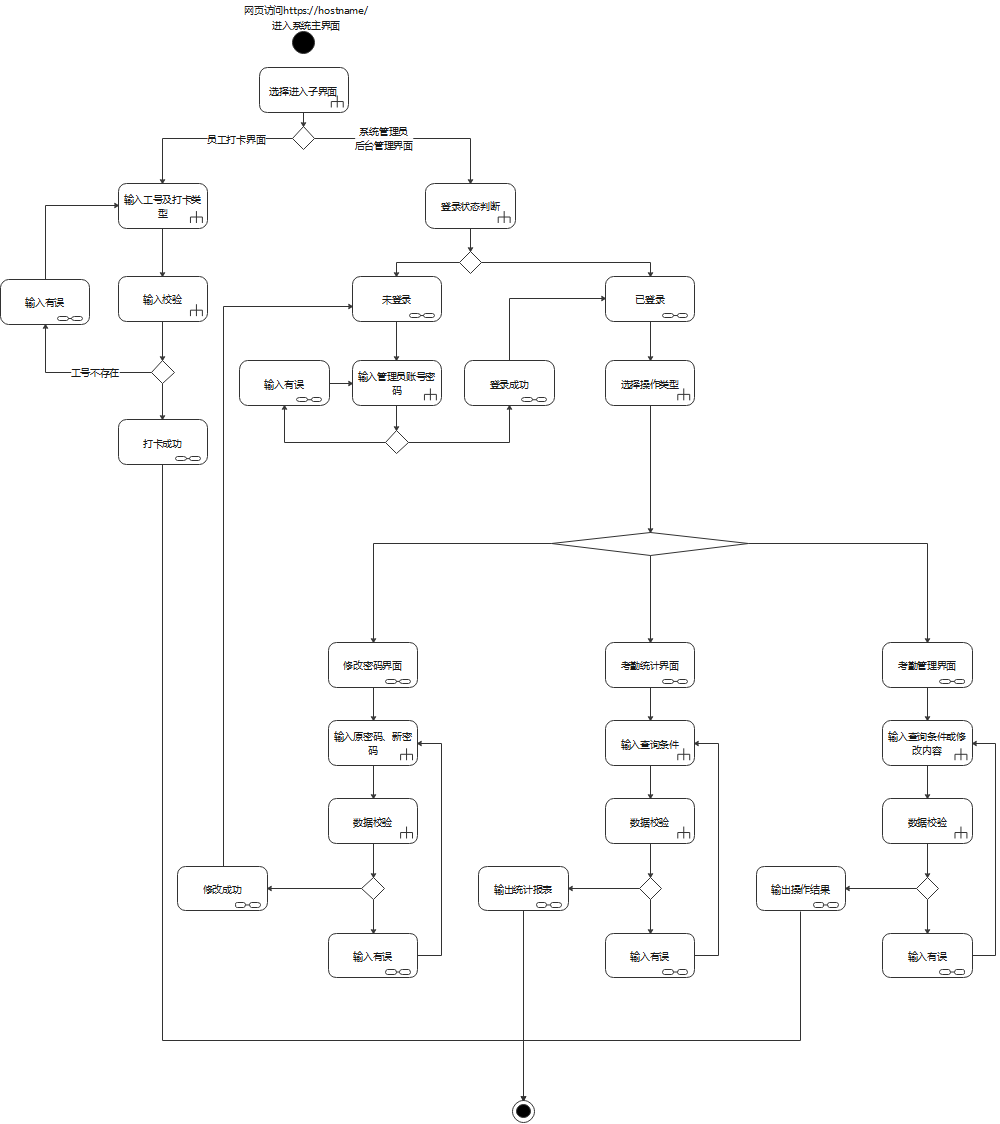 网页访问https://hostname/
进入系统主界面
选择进入子界面
员工打卡界面
系统管理员
后台管理界面
输入工号及打卡类
型
登录状态判断
输入有误
输入校验
未登录
已登录
工号不存在
输入有误
输入管理员账号密
码
登录成功
选择操作类型
打卡成功
修改密码界面
考勤统计界面
考勤管理界面
输入原密码、新密
码
输入查询条件
输入查询条件或修
改内容
数据校验
数据校验
数据校验
修改成功
输出统计报表
输出操作结果
输入有误
输入有误
输入有误